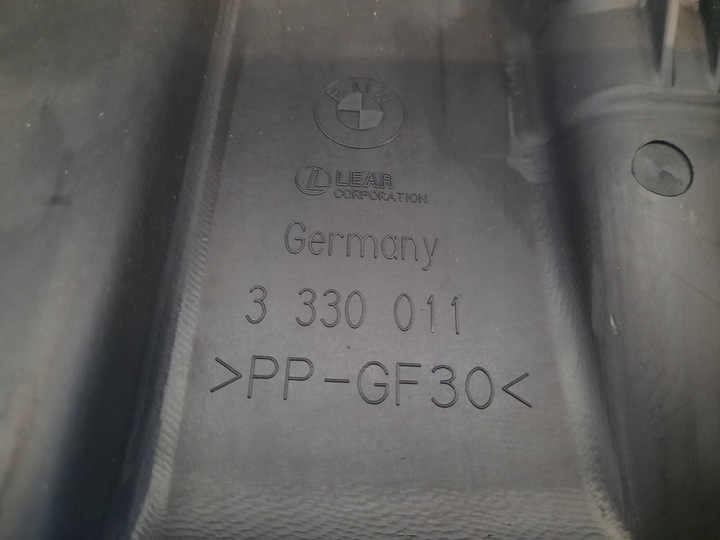 BMW
LEAR
CORPORATION
Germany
3 330 011
>PP-GF30<